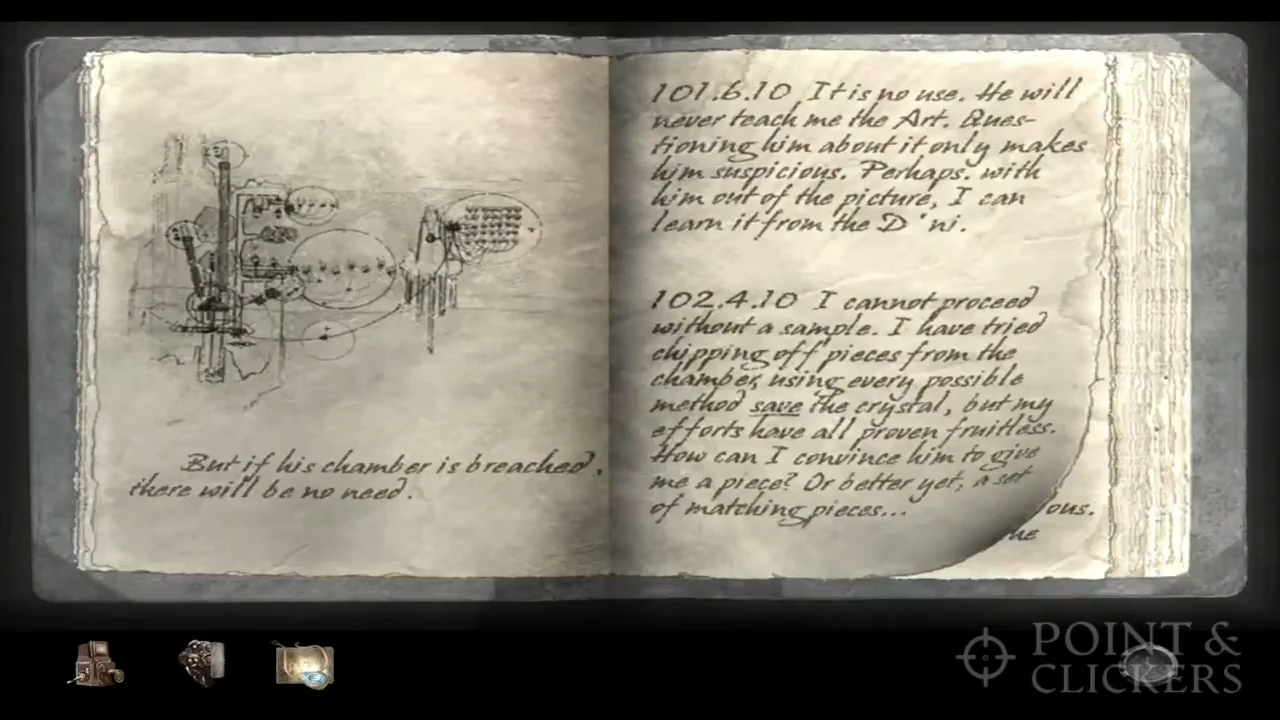 But if his chamber is breached,
there will be no need.
101.6.10 It is no use. He will
never teach me the Art. Ques-
tioning him about it only makes
him suspicious. Perhaps. with
him out of the picture, I can
learn it from the D'ni.
102.4.10 I cannot proceed
without a sample. I have tried
chipping off pieces from the
chamber, using every possible
method save the crystal, but my
efforts have all proven fruitless.
How can I convince him to give
me a piece? Or better yet, a set
of matching pieces...
ous.
he
POINT &
CLICKERS